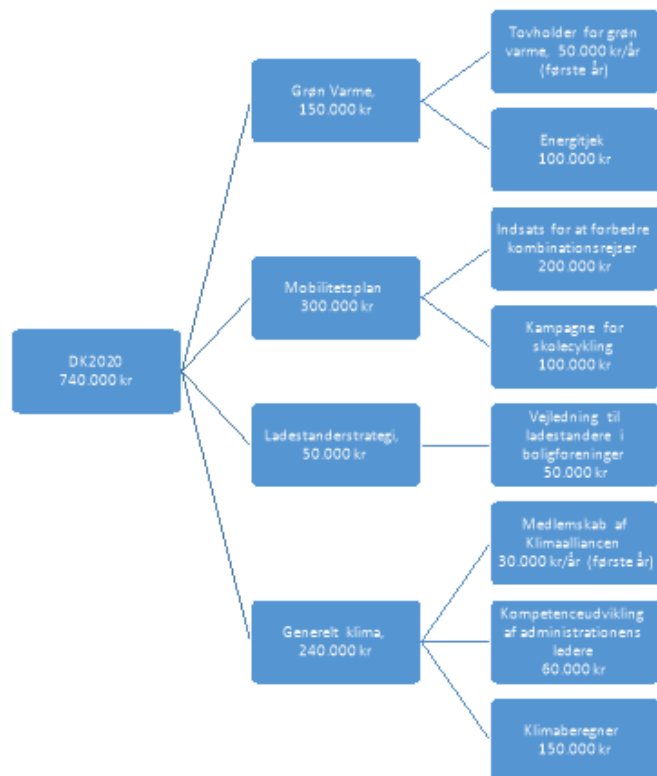 DK2020
740.000 kr
Grøn Varme,
150.000 kr
Tovholder for grøn
varme, 50.000 kr/år
(første år)
Energitjek
100.000 kr
Mobilitetsplan
300.000 kr
Indsats for at forbedre
kombinationsrejser
200.000 kr
Kampagne for
skolecykling
100.000 kr
Ladestanderstrategi,
50.000 kr
Vejledning til
ladestandere i
boligforeninger
50.000 kr
Generelt klima,
240.000 kr
Medlemskab af
Klimaalliancen
30.000 kr/år (første år)
Kompetenceudvikling
af administrationens
ledere
60.000 kr
Klimaberegner
150.000 kr